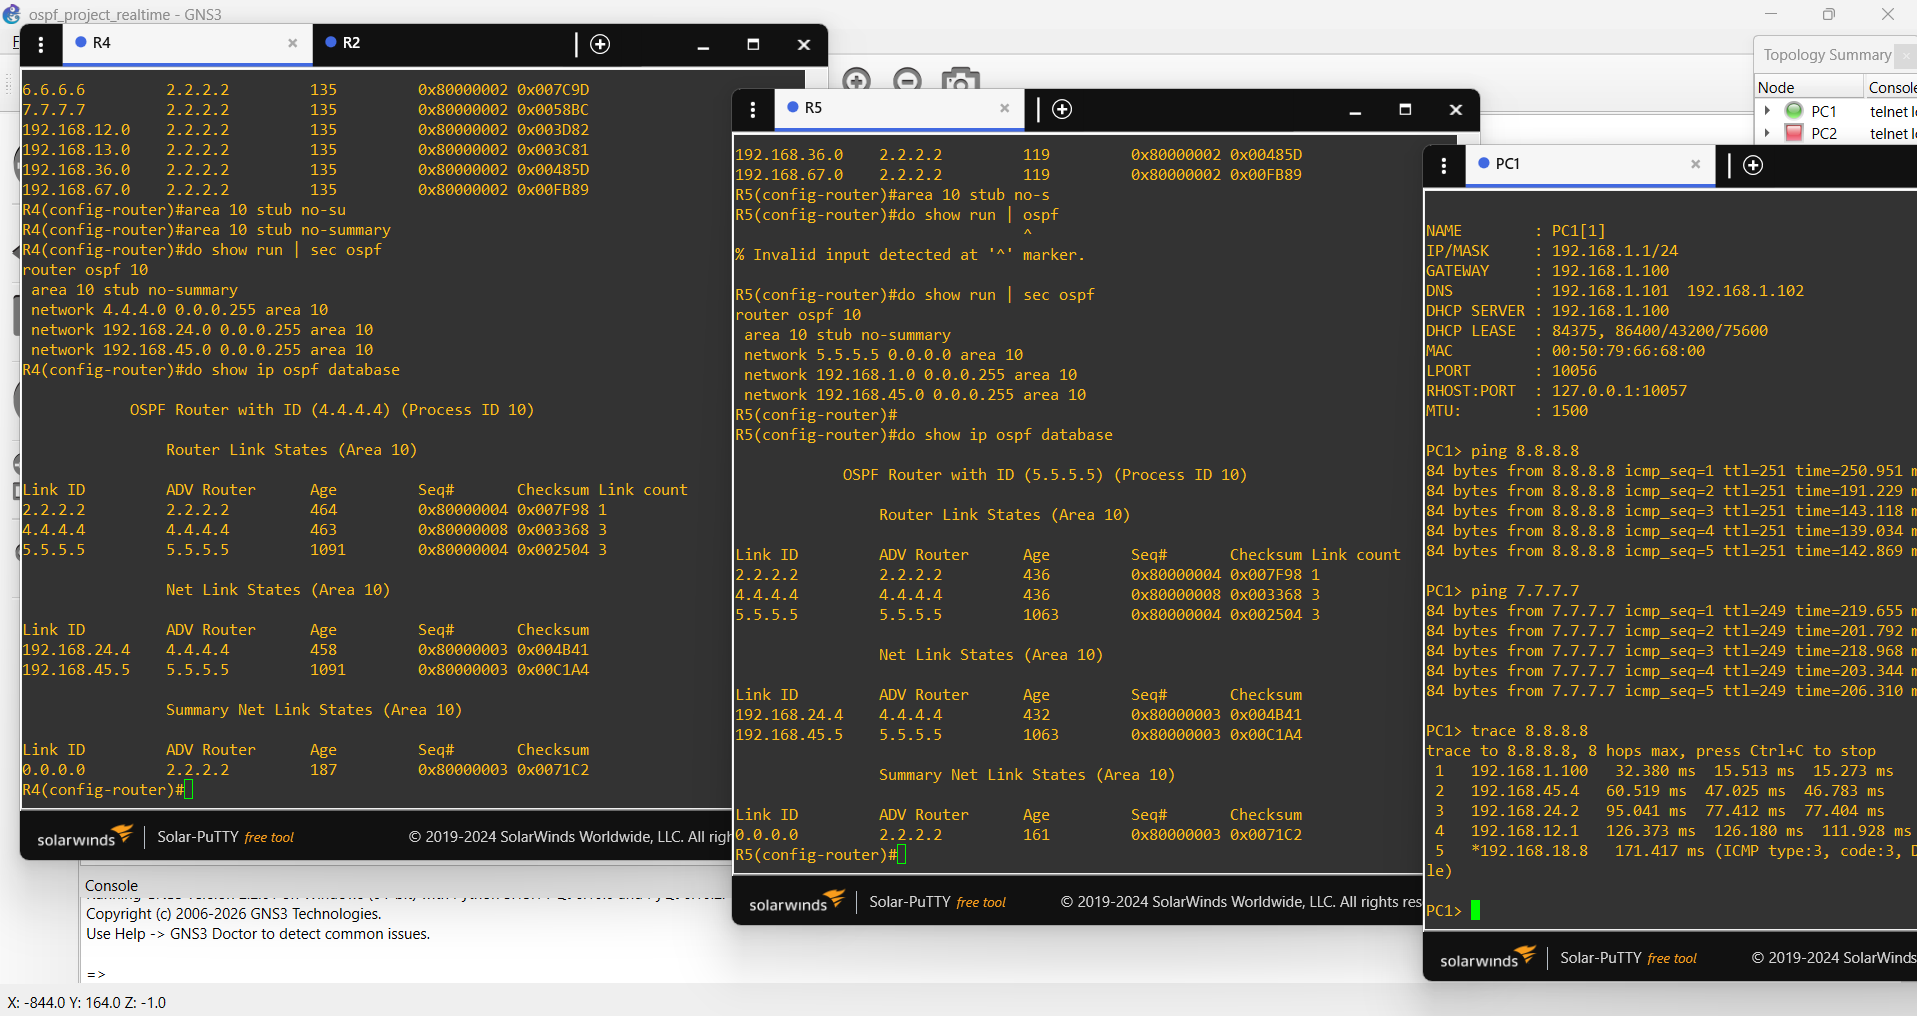 ospf_project_realtime - GNS3
R4
R2
6.6.6.6 2.2.2.2 135 0x80000002 0x007C9D
7.7.7.7 2.2.2.2 135 0x80000002 0x0058BC
192.168.12.0 2.2.2.2 135 0x80000002 0x003D82
192.168.13.0 2.2.2.2 135 0x80000002 0x003C81
192.168.36.0 2.2.2.2 135 0x80000002 0x00485D
192.168.67.0 2.2.2.2 135 0x80000002 0x00FB89
R4(config-router)#area 10 stub no-su
R4(config-router)#area 10 stub no-summary
R4(config-router)#do show run | sec ospf
router ospf 10
area 10 stub no-summary
network 4.4.4.0 0.0.0.255 area 10
network 192.168.24.0 0.0.0.255 area 10
network 192.168.45.0 0.0.0.255 area 10
R4(config-router)#do show ip ospf database
OSPF Router with ID (4.4.4.4) (Process ID 10)
Router Link States (Area 10)
Link ID ADV Router Age Seq# Checksum Link count
2.2.2.2 2.2.2.2 464 0x80000004 0x007F98 1
4.4.4.4 4.4.4.4 463 0x80000008 0x003368 3
5.5.5.5 5.5.5.5 1091 0x80000004 0x002504 3
Net Link States (Area 10)
Link ID ADV Router Age Seq# Checksum
192.168.24.4 4.4.4.4 458 0x80000003 0x004B41
192.168.45.5 5.5.5.5 1091 0x80000003 0x00C1A4
Summary Net Link States (Area 10)
Link ID ADV Router Age Seq# Checksum
0.0.0.0 2.2.2.2 187 0x80000003 0x0071C2
R4(config-router)#
solarwinds Solar-PuTTY free tool © 2019-2024 SolarWinds Worldwide, LLC. All righ
R5
192.168.36.0 2.2.2.2 119 0x80000002 0x00485D
192.168.67.0 2.2.2.2 119 0x80000002 0x00FB89
R5(config-router)#area 10 stub no-s
R5(config-router)#do show run | ospf
^
% Invalid input detected at '^' marker.
R5(config-router)#do show run | sec ospf
router ospf 10
area 10 stub no-summary
network 5.5.5.5 0.0.0.0 area 10
network 192.168.1.0 0.0.0.255 area 10
network 192.168.45.0 0.0.0.255 area 10
R5(config-router)#
R5(config-router)#do show ip ospf database
OSPF Router with ID (5.5.5.5) (Process ID 10)
Router Link States (Area 10)
Link ID ADV Router Age Seq# Checksum Link count
2.2.2.2 2.2.2.2 436 0x80000004 0x007F98 1
4.4.4.4 4.4.4.4 436 0x80000008 0x003368 3
5.5.5.5 5.5.5.5 1063 0x80000004 0x002504 3
Net Link States (Area 10)
Link ID ADV Router Age Seq# Checksum
192.168.24.4 4.4.4.4 432 0x80000003 0x004B41
192.168.45.5 5.5.5.5 1063 0x80000003 0x00C1A4
Summary Net Link States (Area 10)
Link ID ADV Router Age Seq# Checksum
0.0.0.0 2.2.2.2 161 0x80000003 0x0071C2
R5(config-router)#
solarwinds Solar-PuTTY free tool © 2019-2024 SolarWinds Worldwide, LLC. All rights res
Topology Summary
Node Console
PC1 telnet lo
PC2 telnet lo
PC1
NAME : PC1[1]
IP/MASK : 192.168.1.1/24
GATEWAY : 192.168.1.100
DNS : 192.168.1.101 192.168.1.102
DHCP SERVER : 192.168.1.100
DHCP LEASE : 84375, 86400/43200/75600
MAC : 00:50:79:66:68:00
LPORT : 10056
RHOST:PORT : 127.0.0.1:10057
MTU: : 1500
PC1> ping 8.8.8.8
84 bytes from 8.8.8.8 icmp_seq=1 ttl=251 time=250.951 m
84 bytes from 8.8.8.8 icmp_seq=2 ttl=251 time=191.229 m
84 bytes from 8.8.8.8 icmp_seq=3 ttl=251 time=143.118 m
84 bytes from 8.8.8.8 icmp_seq=4 ttl=251 time=139.034 m
84 bytes from 8.8.8.8 icmp_seq=5 ttl=251 time=142.869 m
PC1> ping 7.7.7.7
84 bytes from 7.7.7.7 icmp_seq=1 ttl=249 time=219.655 m
84 bytes from 7.7.7.7 icmp_seq=2 ttl=249 time=201.792 m
84 bytes from 7.7.7.7 icmp_seq=3 ttl=249 time=218.968 m
84 bytes from 7.7.7.7 icmp_seq=4 ttl=249 time=203.344 m
84 bytes from 7.7.7.7 icmp_seq=5 ttl=249 time=206.310 m
PC1> trace 8.8.8.8
trace to 8.8.8.8, 8 hops max, press Ctrl+C to stop
1 192.168.1.100 32.380 ms 15.513 ms 15.273 ms
2 192.168.45.4 60.519 ms 47.025 ms 46.783 ms
3 192.168.24.2 95.041 ms 77.412 ms 77.404 ms
4 192.168.12.1 126.373 ms 126.180 ms 111.928 ms
5 *192.168.18.8 171.417 ms (ICMP type:3, code:3, D
le)
PC1>
solarwinds Solar-PuTTY free tool © 2019-2024 SolarWinds
Console
Copyright (c) 2006-2026 GNS3 Technologies.
Use Help -> GNS3 Doctor to detect common issues.
=>
X: -844.0 Y: 164.0 Z: -1.0